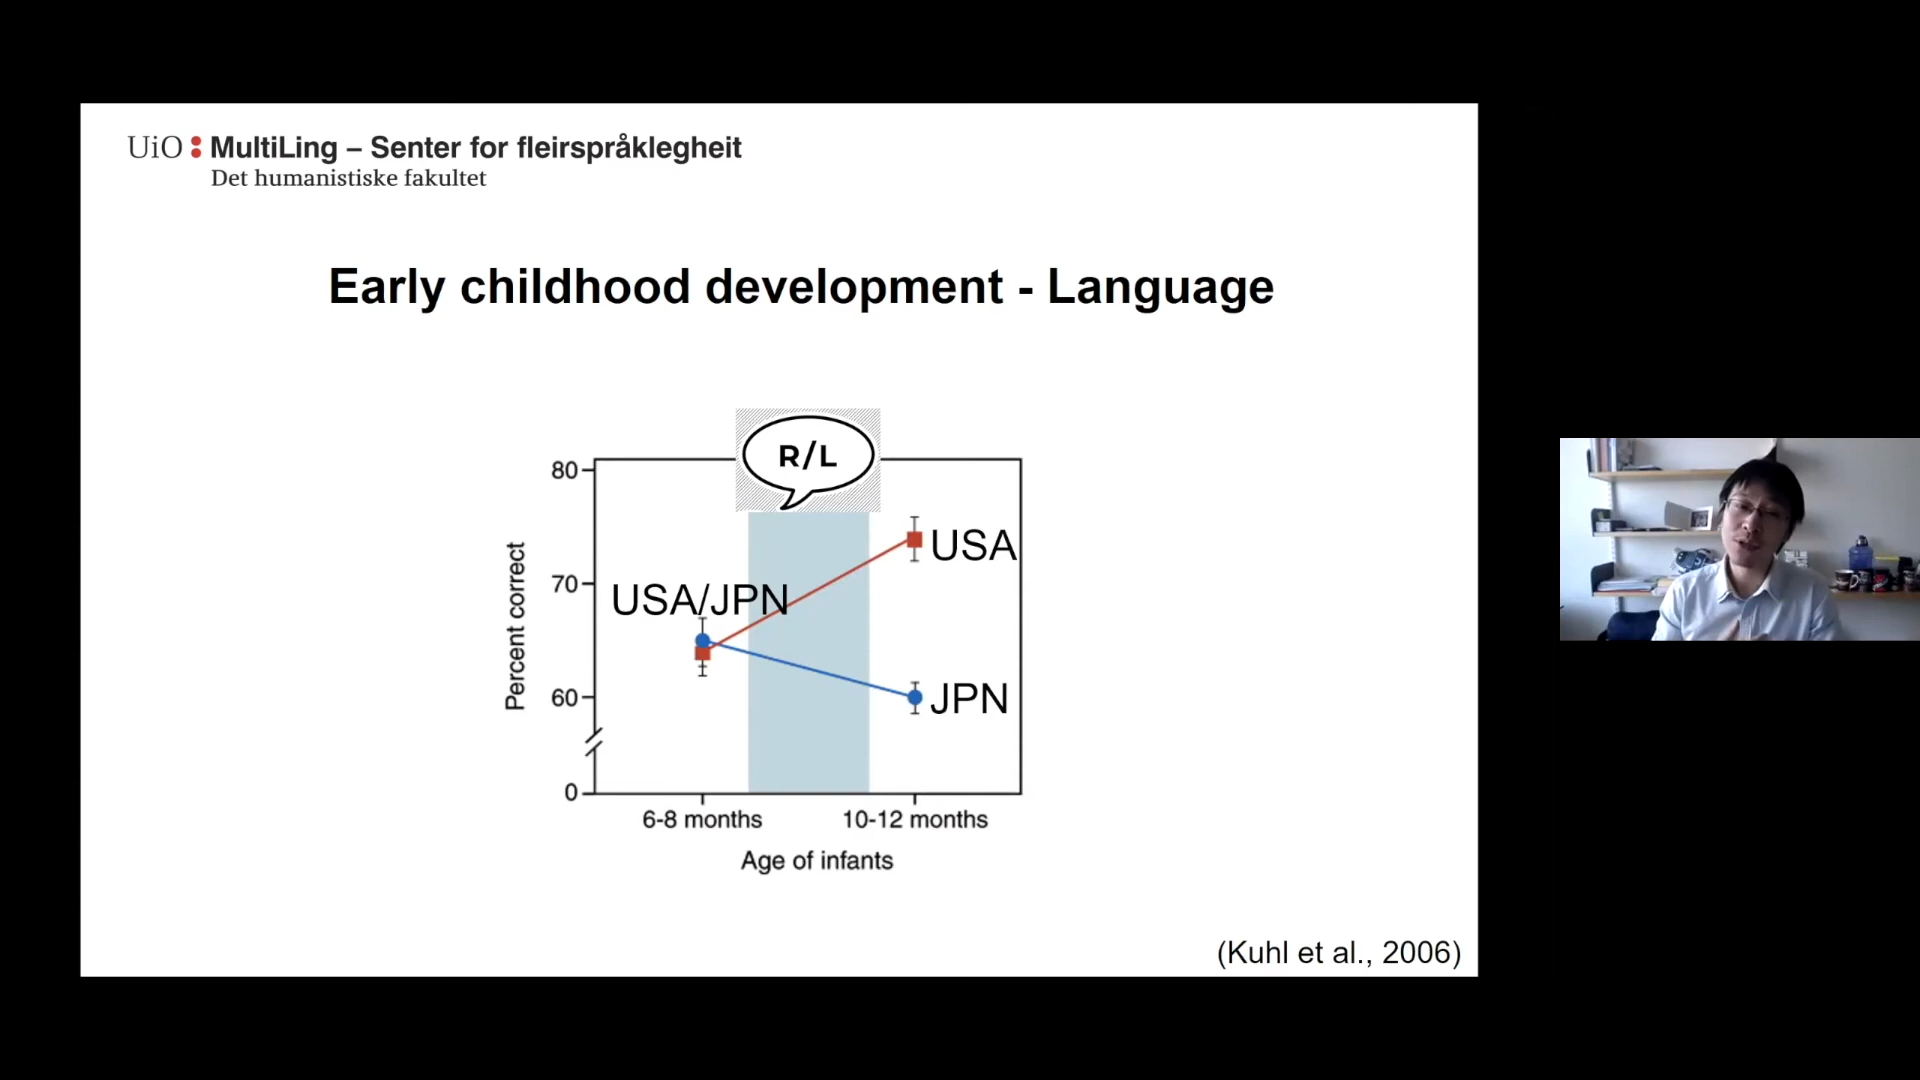 UiO : MultiLing – Senter for fleirspråklegheit
Det humanistiske fakultet
Early childhood development - Language
R/L
80
USA
70
USA/JPN
Percent correct
60
JPN
0
6-8 months 10-12 months
Age of infants
(Kuhl et al., 2006)